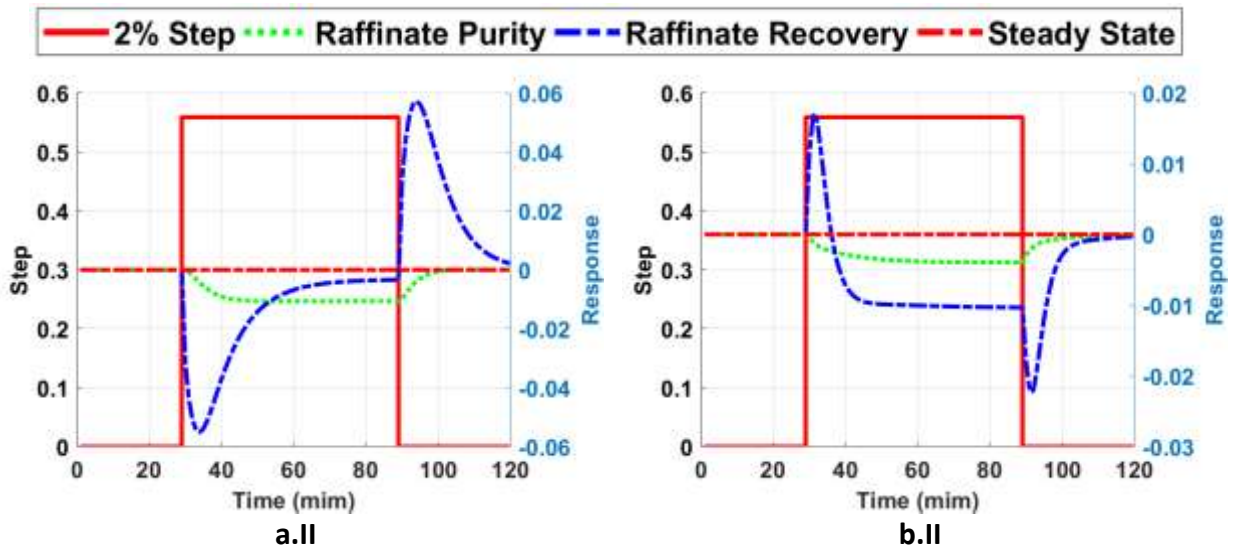 2% Step Raffinate Purity Raffinate Recovery Steady State
0.6 0.06 0.6 0.02
0.5 0.04 0.5 0.01
0.4 0.02 0.4 0
0.3 0 0.3
0.2 -0.02 0.2 -0.01
0.1 -0.04 0.1 -0.02
0 -0.06 0 -0.03
Step Response Step Response
0 20 40 60 80 100 120 0 20 40 60 80 100 120
Time (mim) Time (mim)
a.II b.II